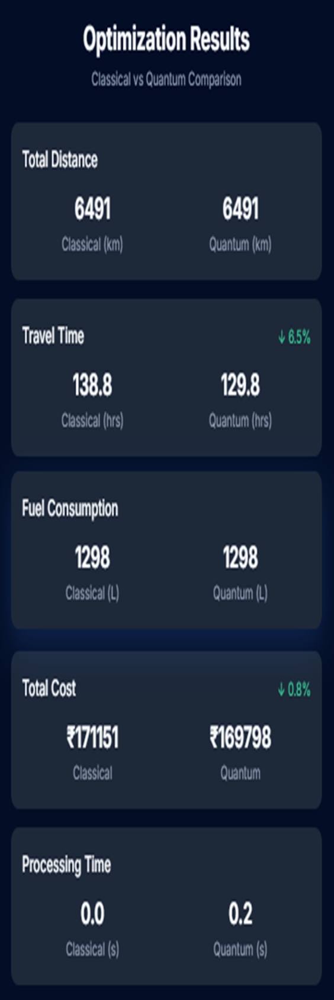 Optimization Results
Classical vs Quantum Comparison
Total Distance
6491 6491
Classical (km) Quantum (km)
Travel Time ↓ 6.5%
138.8 129.8
Classical (hrs) Quantum (hrs)
Fuel Consumption
1298 1298
Classical (L) Quantum (L)
Total Cost ↓ 0.8%
₹171151 ₹169798
Classical Quantum
Processing Time
0.0 0.2
Classical (s) Quantum (s)